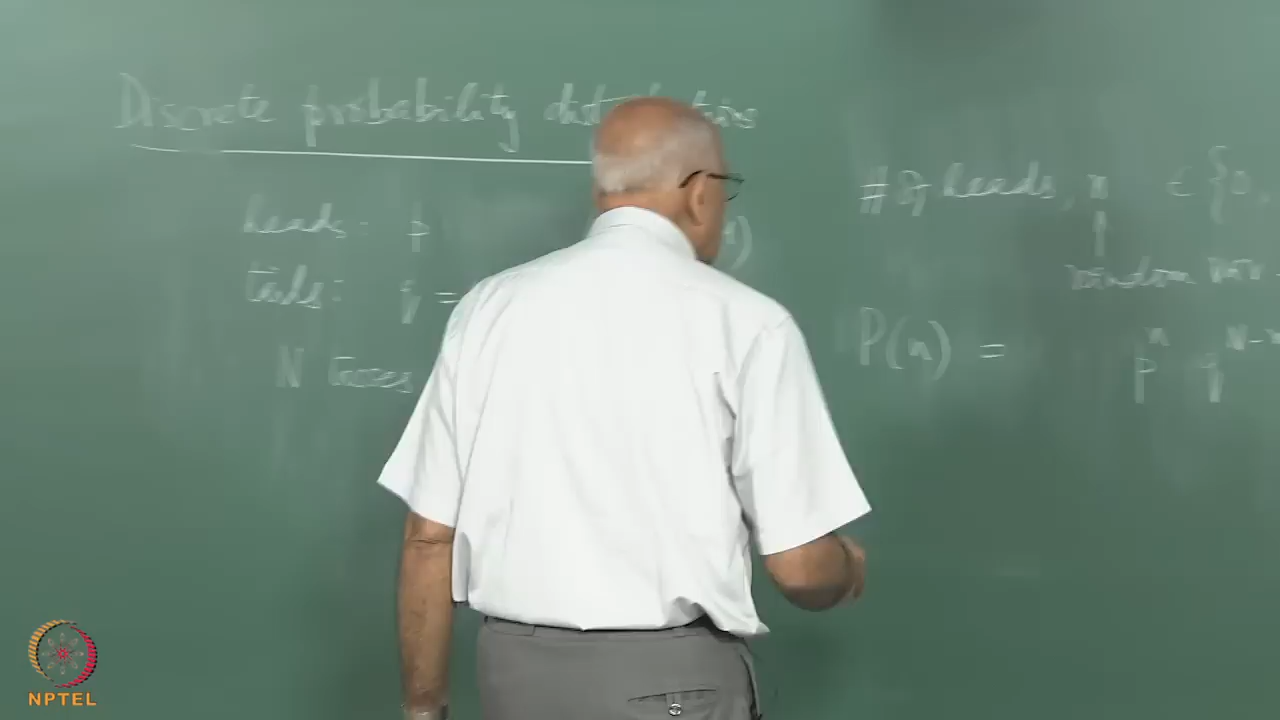 Discrete probability
heads: p
tails: q =
N tosses
# of heads, n ∈ {0,
random var
P(n) = p^n q^{N-n}
NPTEL